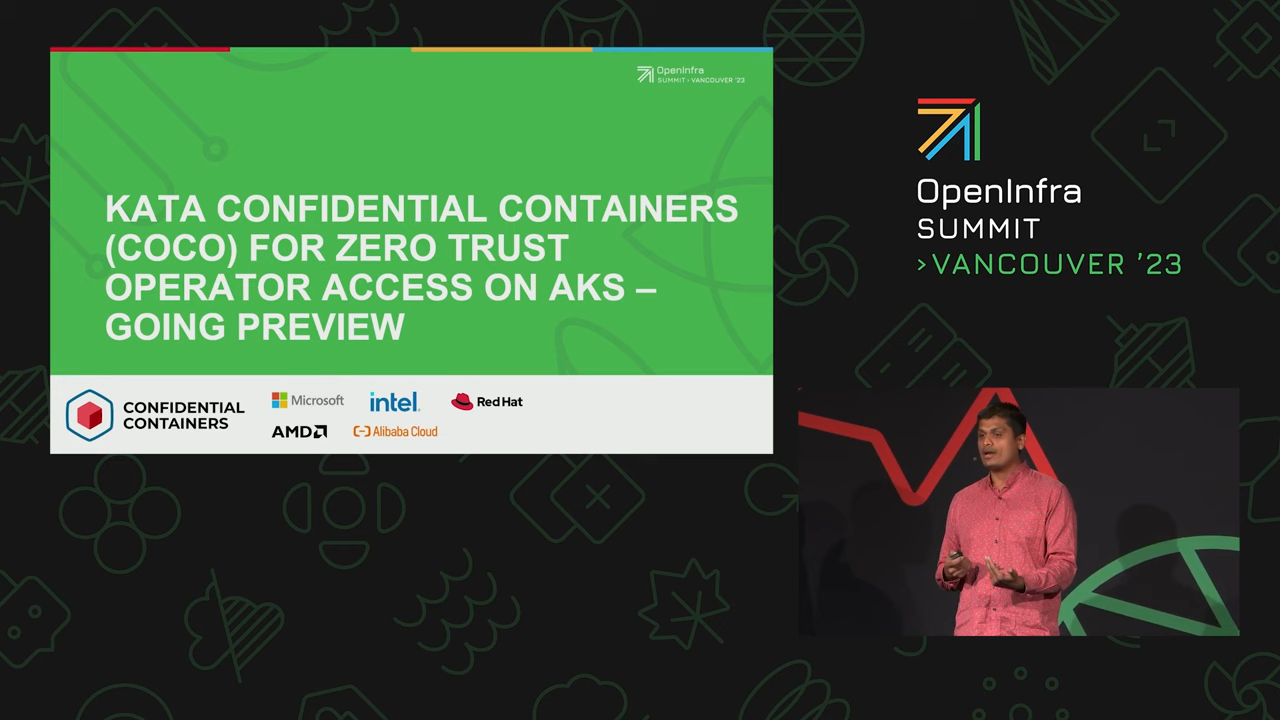 OpenInfra
SUMMIT › VANCOUVER '23
KATA CONFIDENTIAL CONTAINERS
(COCO) FOR ZERO TRUST
OPERATOR ACCESS ON AKS –
GOING PREVIEW
CONFIDENTIAL
CONTAINERS
Microsoft
intel.
Red Hat
AMD
Alibaba Cloud
OpenInfra
SUMMIT
›VANCOUVER '23